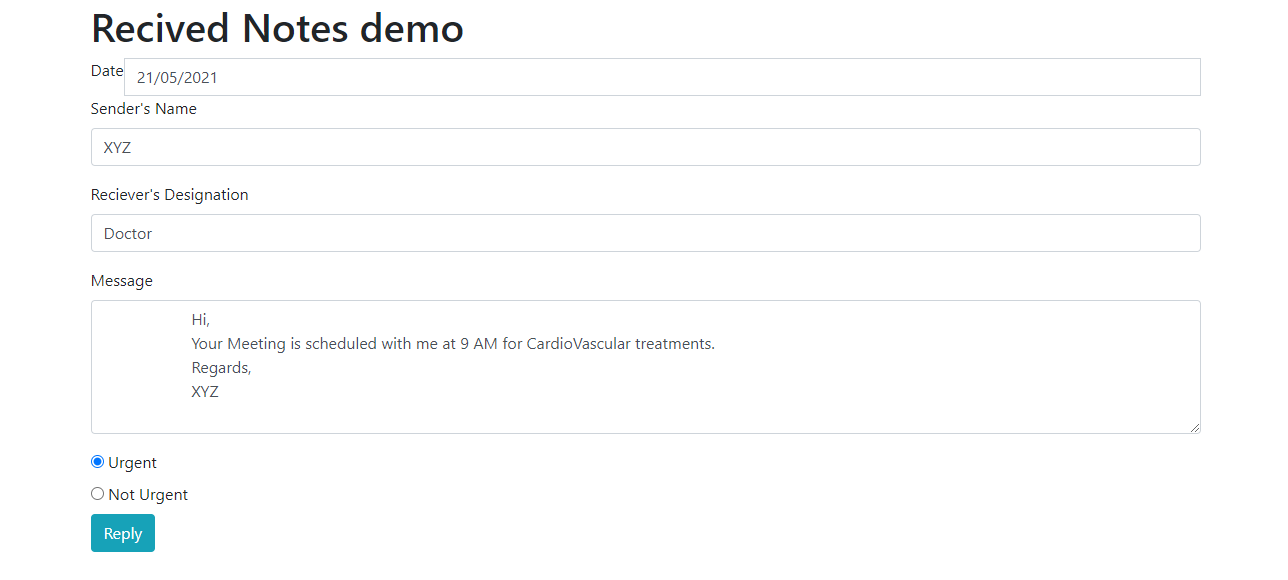 Recived Notes demo
Date 21/05/2021
Sender's Name
XYZ
Reciever's Designation
Doctor
Message
Hi,
Your Meeting is scheduled with me at 9 AM for CardioVascular treatments.
Regards,
XYZ
Urgent
Not Urgent
Reply